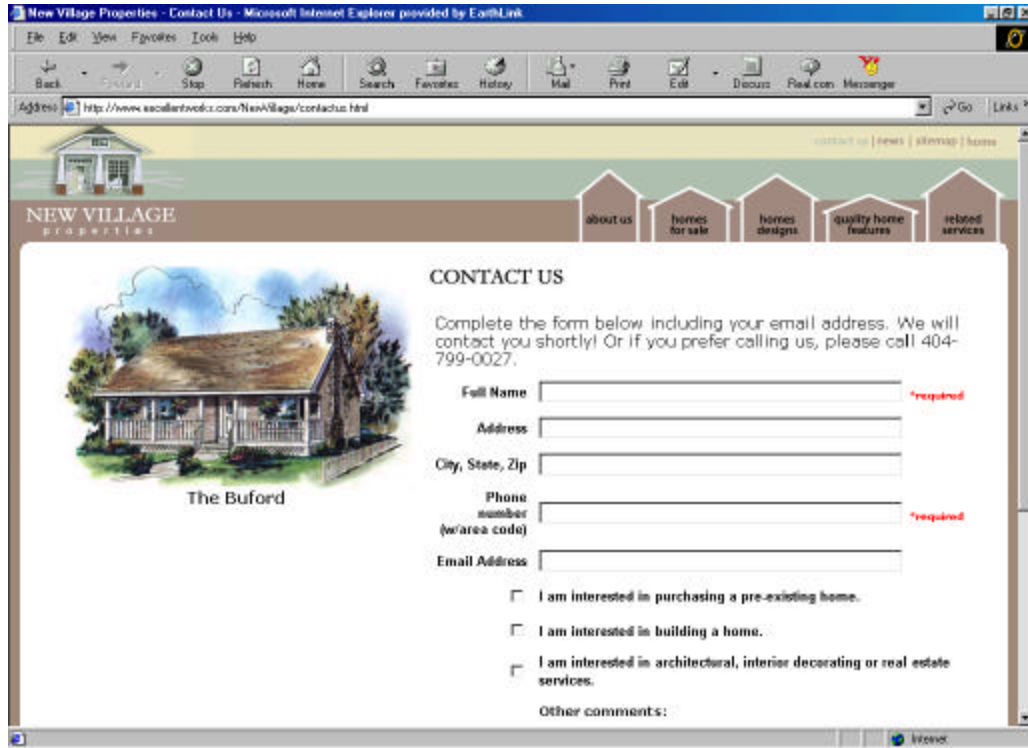 New Village Properties - Contact Us - Microsoft Internet Explorer provided by EarthLink
File Edit View Favorites Tools Help
Back Forward Stop Refresh Home Search Favorites History Mail Print Edit Discuss Real.com Messenger
Address http://www.excellentworks.com/NewVillage/contactus.html Go Links
contact us | news | sitemap | home
NEW VILLAGE
properties
about us
homes
for sale
homes
designs
quality home
features
related
services
CONTACT US
Complete the form below including your email address. We will
contact you shortly! Or if you prefer calling us, please call 404-
799-0027.
Full Name *required
Address
City, State, Zip
Phone
number
(w/area code) *required
Email Address
The Buford
I am interested in purchasing a pre-existing home.
I am interested in building a home.
I am interested in architectural, interior decorating or real estate
services.
Other comments:
Internet